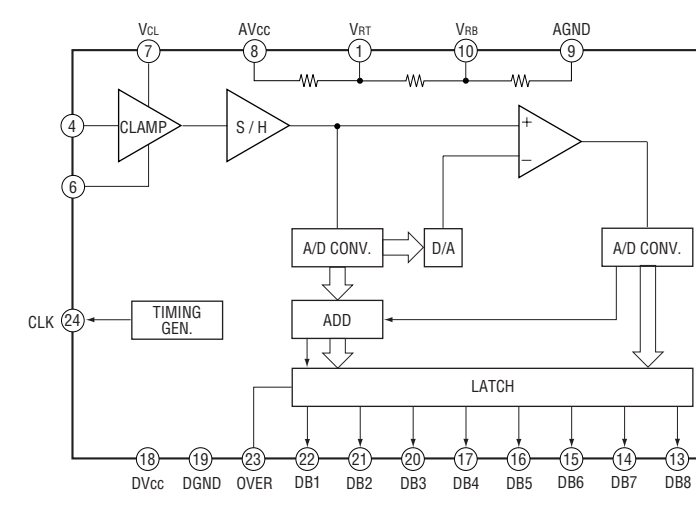 VCL AVCC VRT VRB AGND
7 8 1 10 9
4 CLAMP S / H + −
6
A/D CONV. D/A A/D CONV.
CLK 24 TIMING GEN. ADD
LATCH
18 19 23 22 21 20 17 16 15 14 13
DVcc DGND OVER DB1 DB2 DB3 DB4 DB5 DB6 DB7 DB8